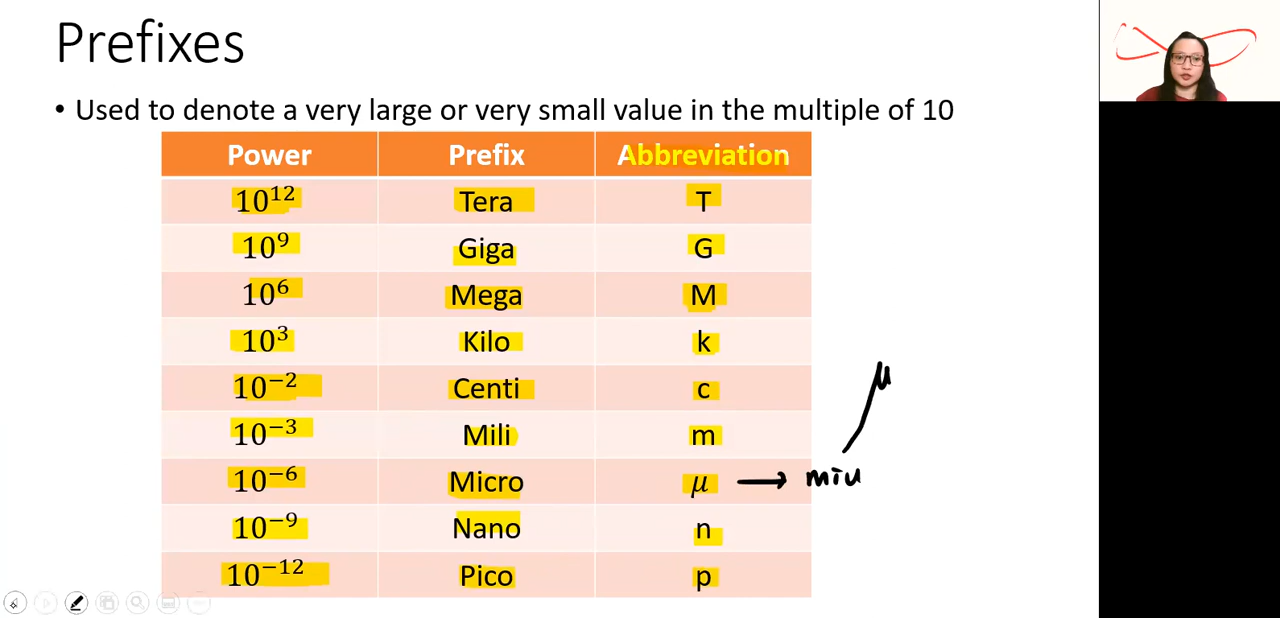 Prefixes
• Used to denote a very large or very small value in the multiple of 10
Power Prefix Abbreviation
10¹² Tera T
10⁹ Giga G
10⁶ Mega M
10³ Kilo k
10⁻² Centi c
10⁻³ Mili m
μ
10⁻⁶ Micro μ → miu
10⁻⁹ Nano n
10⁻¹² Pico p